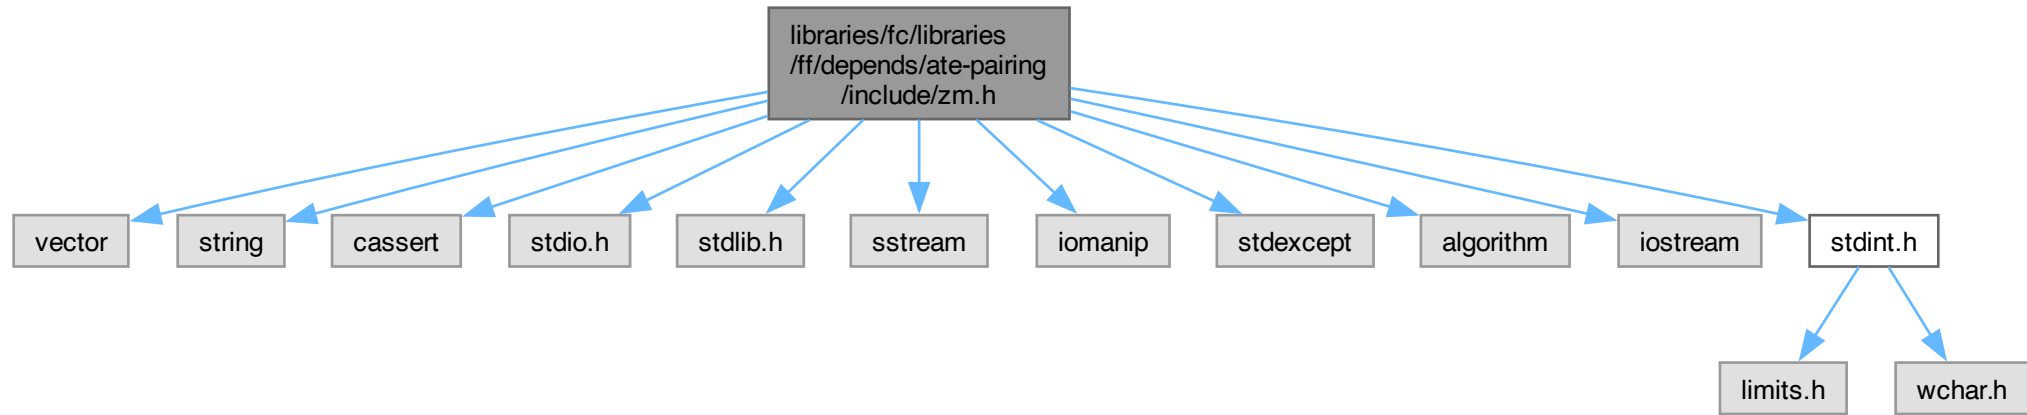 libraries/fc/libraries
/ff/depends/ate-pairing
/include/zm.h
vector
string
cassert
stdio.h
stdlib.h
sstream
iomanip
stdexcept
algorithm
iostream
stdint.h
limits.h
wchar.h